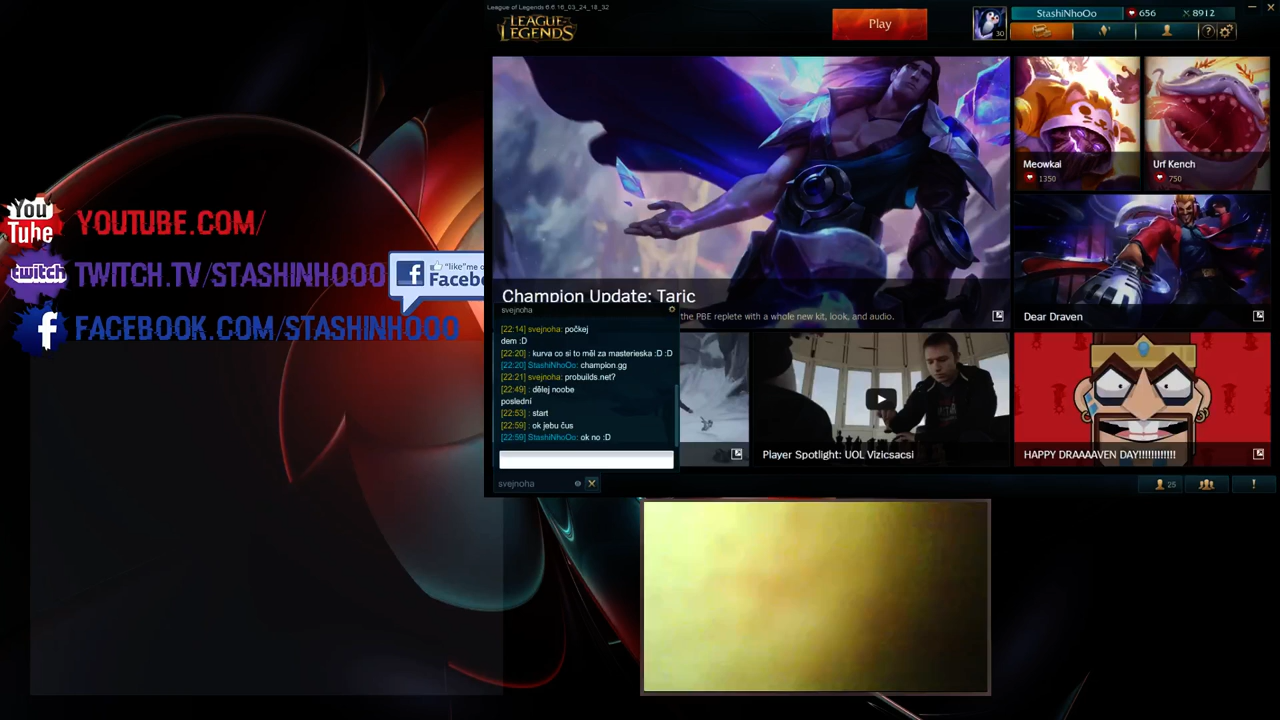 League of Legends 6.6.16_03_24_18_32
LEAGUE OF
LEGENDS
Play
30
StashiNhoOo
656
8912
?
Meowkai
1350
Urf Kench
750
You
Tube
YOUTUBE.COM/
twitch
TWITCH.TV/STASHINHOOO
"like"me o
Faceb
FACEBOOK.COM/STASHINHOOO
Champion Update: Taric
the PBE replete with a whole new kit, look, and audio.
Dear Draven
svejnoha
[22:14] svejnoha: počkej
dem :D
[22:20] : kurva co si to měl za masterieska :D :D
[22:20] StashiNhoOo: champion.gg
[22:21] svejnoha: probuilds.net?
[22:49] : dělej noobe
poslední
[22:53] : start
[22:59] : ok jebu čus
[22:59] StashiNhoOo: ok no :D
Player Spotlight: UOL Vizicsacsi
HAPPY DRAAAAVEN DAY!!!!!!!!!!!!
svejnoha
25
!